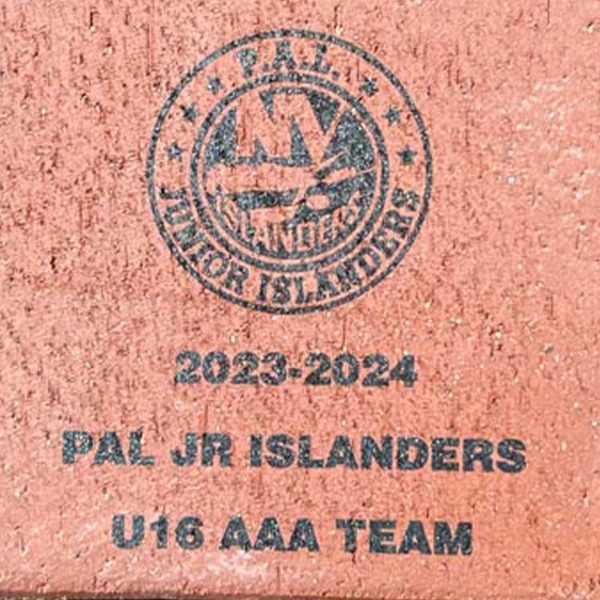 P.A.L.
NY
ISLANDERS
JUNIOR ISLANDERS
2023-2024
PAL JR ISLANDERS
U16 AAA TEAM